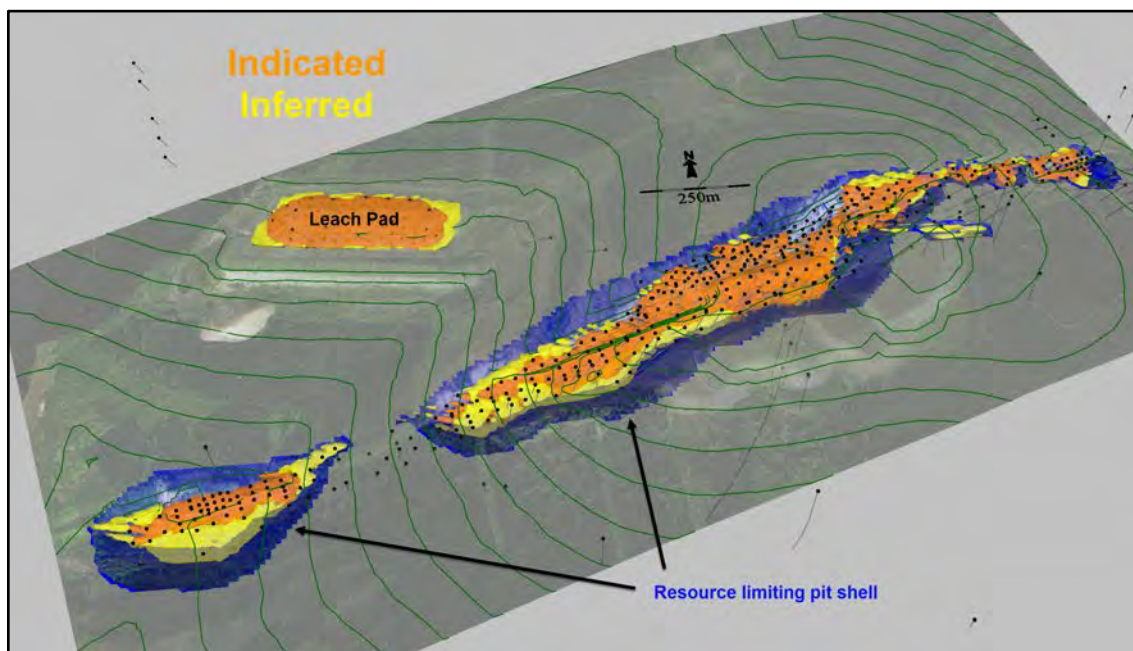 Indicated
Inferred
N
250m
Leach Pad
Resource limiting pit shell